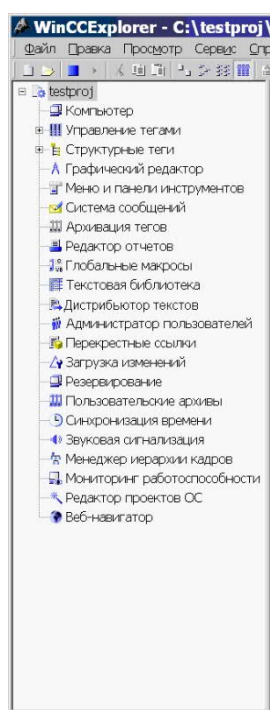 WinCCExplorer - C:\testproj\
Файл Правка Просмотр Сервис Спр
testproj
Компьютер
Управление тегами
Структурные теги
Графический редактор
Меню и панели инструментов
Система сообщений
Архивация тегов
Редактор отчетов
Глобальные макросы
Текстовая библиотека
Дистрибьютор текстов
Администратор пользователей
Перекрестные ссылки
Загрузка изменений
Резервирование
Пользовательские архивы
Синхронизация времени
Звуковая сигнализация
Менеджер иерархии кадров
Мониторинг работоспособности
Редактор проектов ОС
Веб-навигатор